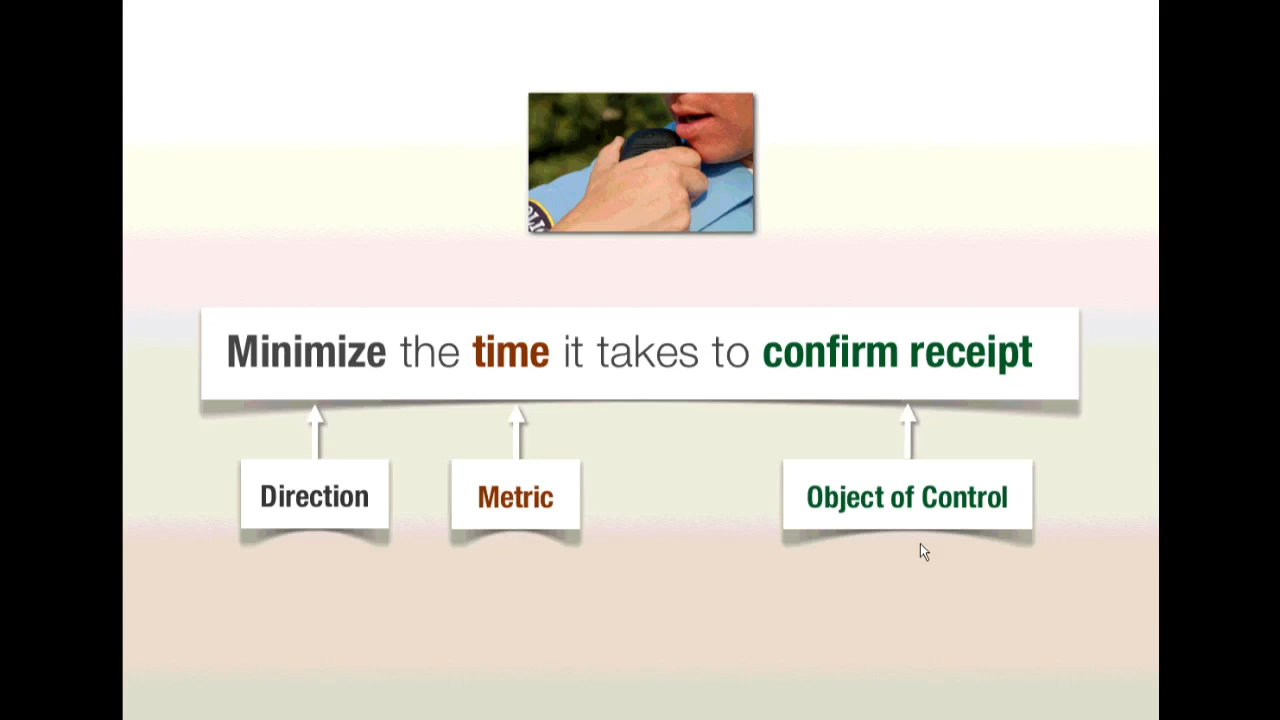 Minimize the time it takes to confirm receipt
Direction
Metric
Object of Control